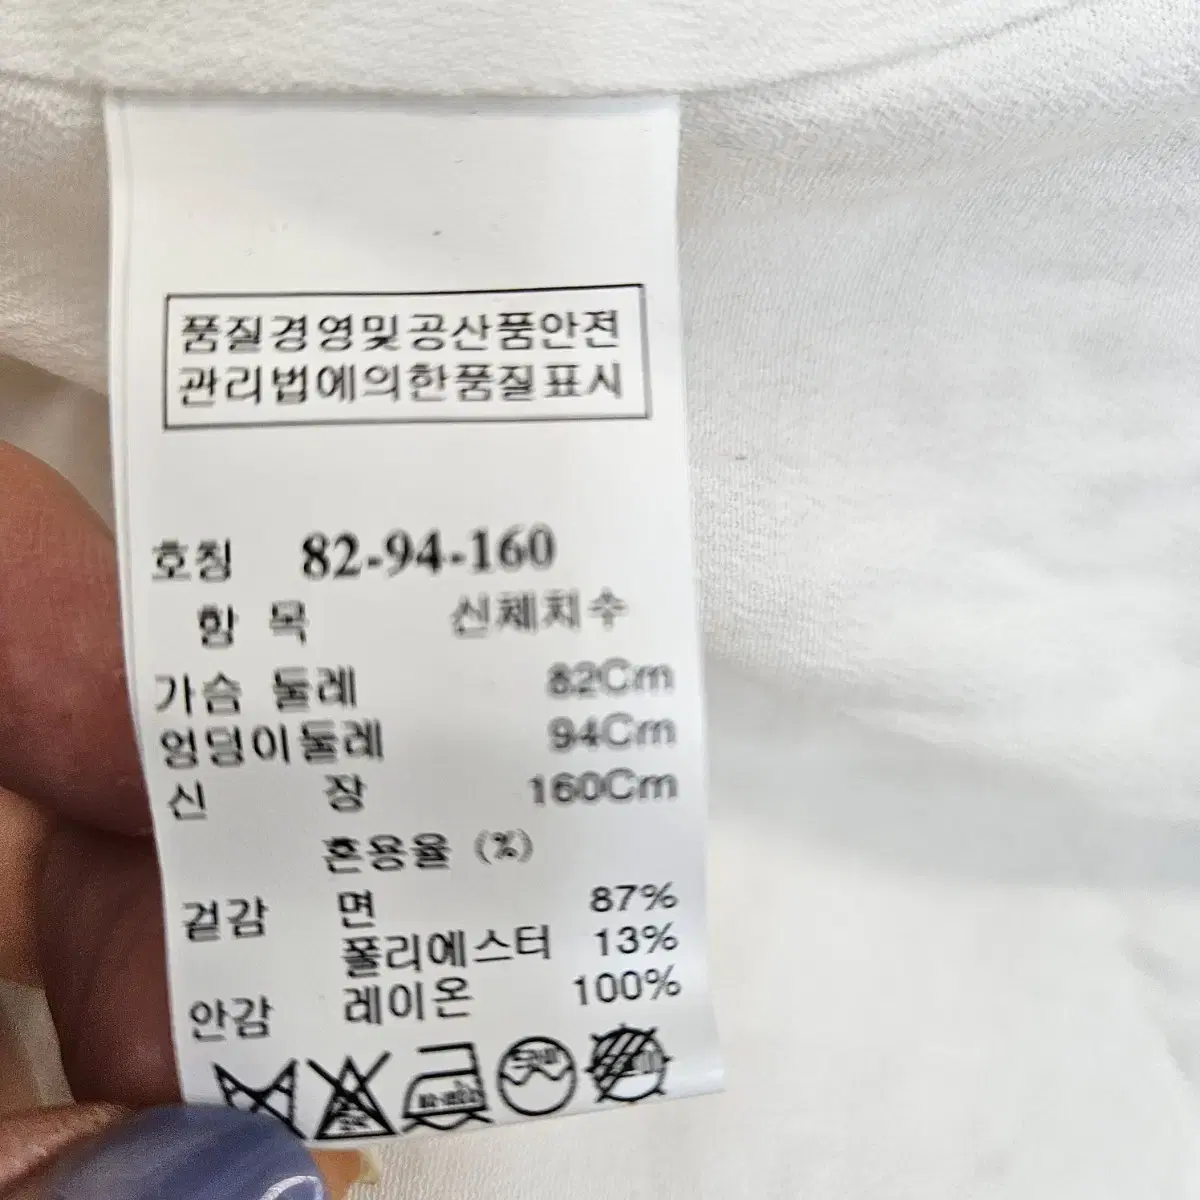 품질경영및공산품안전
관리법에의한품질표시
호칭 82-94-160
항 목 신체치수
가슴 둘레 82Cm
엉덩이둘레 94Cm
신 장 160Cm
혼용율 (%)
겉감 면 87%
폴리에스터 13%
안감 레이온 100%